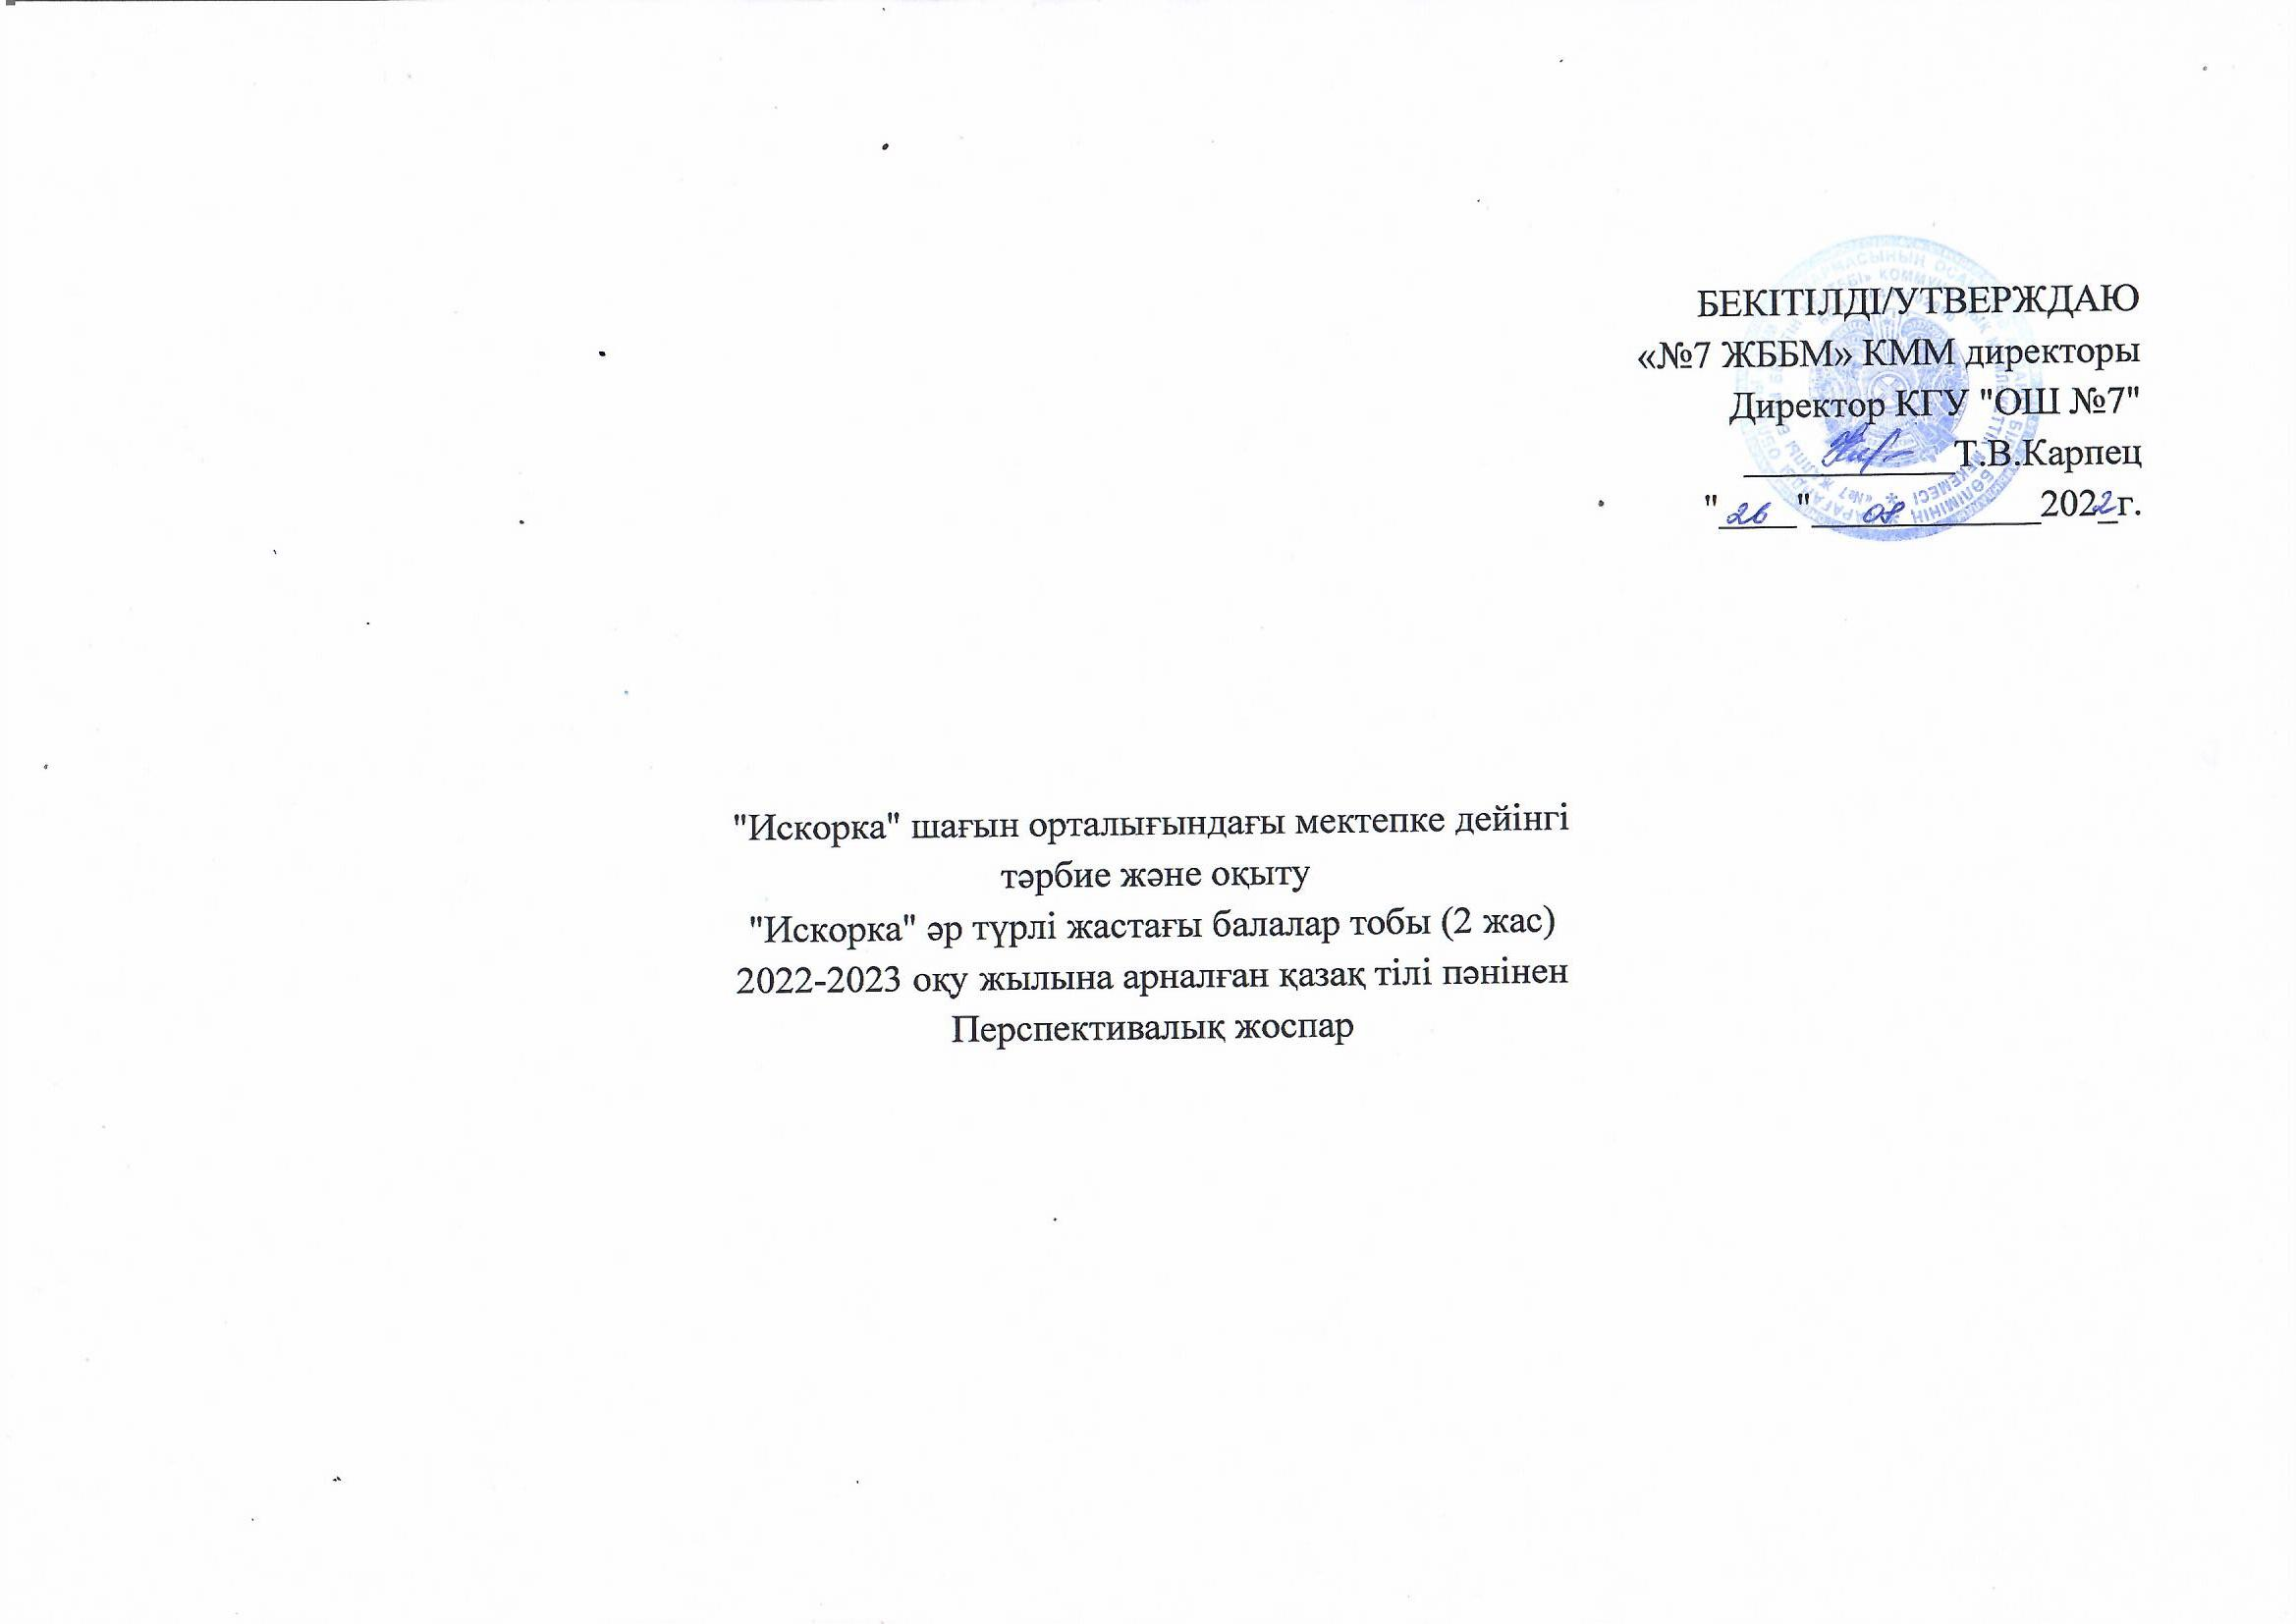 БЕКІТІЛДІ/УТВЕРЖДАЮ
«№7 ЖББМ» КММ директоры
Директор КГУ "ОШ №7"
____________Т.В.Карпец
"26" 08 2022г.
"Искорка" шағын орталығындағы мектепке дейінгі
тәрбие және оқыту
"Искорка" әр түрлі жастағы балалар тобы (2 жас)
2022-2023 оқу жылына арналған қазақ тілі пәнінен
Перспективалық жоспар